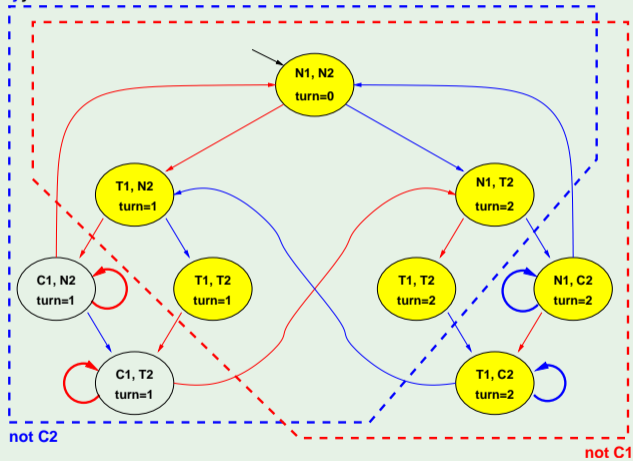 N1, N2
turn=0
T1, N2
turn=1
N1, T2
turn=2
C1, N2
turn=1
T1, T2
turn=1
T1, T2
turn=2
N1, C2
turn=2
C1, T2
turn=1
T1, C2
turn=2
not C2
not C1